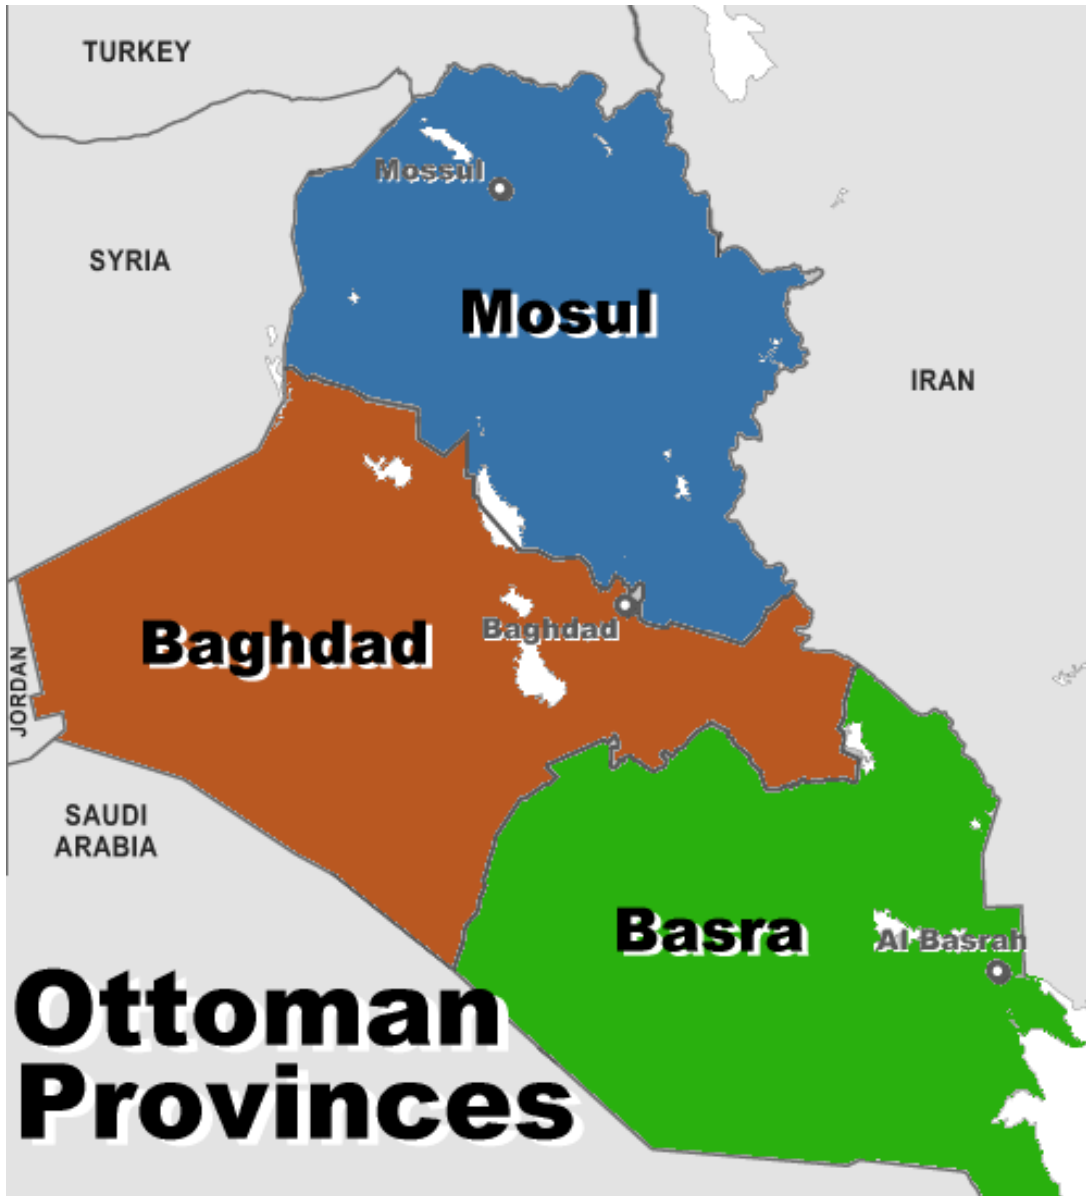 TURKEY
Mossul
SYRIA
Mosul
IRAN
Baghdad
Baghdad
JORDAN
SAUDI
ARABIA
Basra
Al Basrah
Ottoman
Provinces